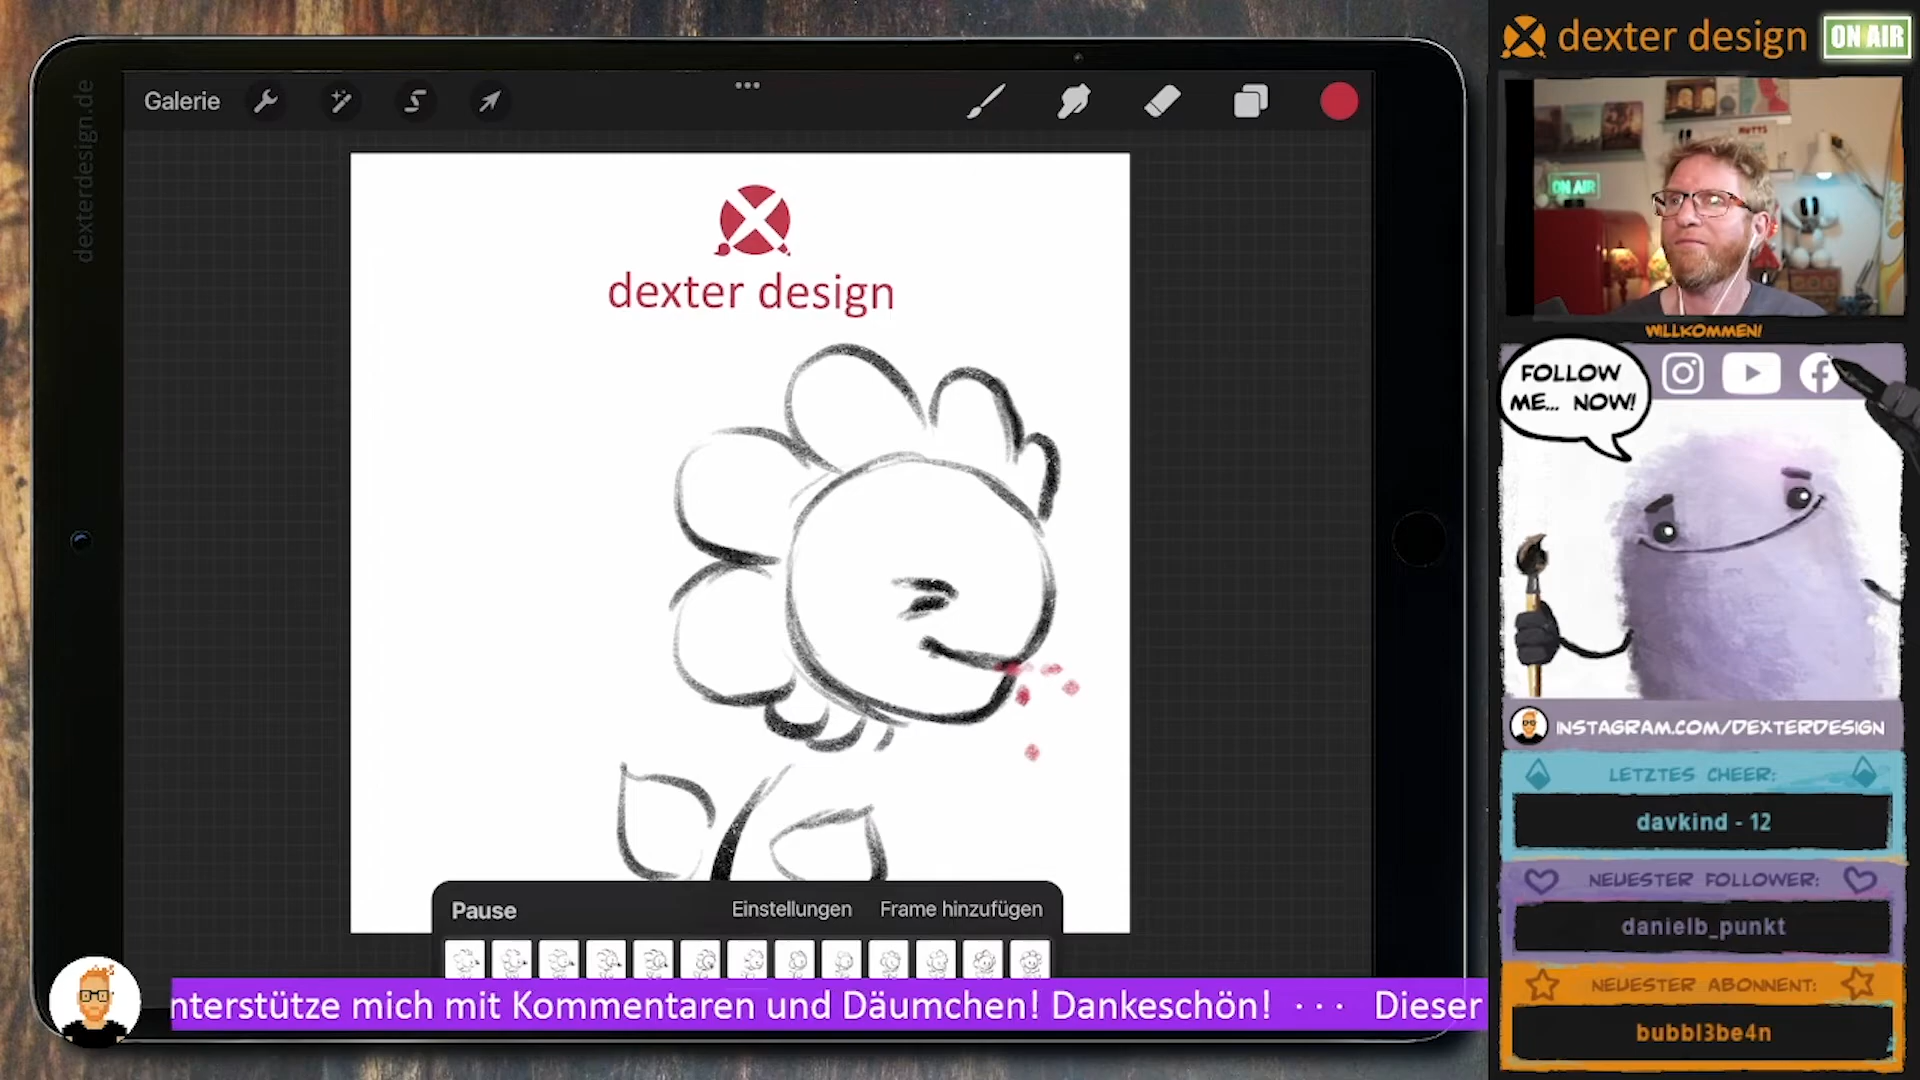 dexterdesign.de
Galerie
dexter design
Pause
Einstellungen
Frame hinzufügen
nterstütze mich mit Kommentaren und Däumchen! Dankeschön! ··· Dieser
dexter design
ON AIR
ON AIR
WILLKOMMEN!
FOLLOW
ME... NOW!
INSTAGRAM.COM/DEXTERDESIGN
LETZTES CHEER:
davkind - 12
NEUESTER FOLLOWER:
danielb_punkt
NEUESTER ABONNENT:
bubbl3be4n